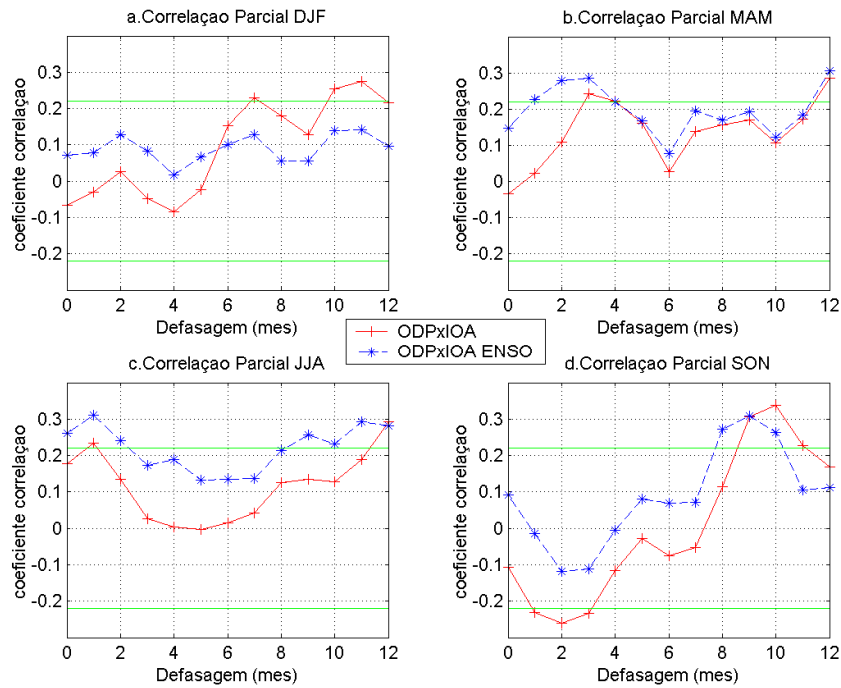 a.Correlaçao Parcial DJF
coeficiente correlaçao
0.3
0.2
0.1
0
-0.1
-0.2
0 2 4 6 8 10 12
Defasagem (mes)
b.Correlaçao Parcial MAM
coeficiente correlaçao
0.3
0.2
0.1
0
-0.1
-0.2
0 2 4 6 8 10 12
Defasagem (mes)
ODPxIOA
ODPxIOA ENSO
c.Correlaçao Parcial JJA
coeficiente correlaçao
0.3
0.2
0.1
0
-0.1
-0.2
0 2 4 6 8 10 12
Defasagem (mes)
d.Correlaçao Parcial SON
coeficiente correlaçao
0.3
0.2
0.1
0
-0.1
-0.2
0 2 4 6 8 10 12
Defasagem (mes)